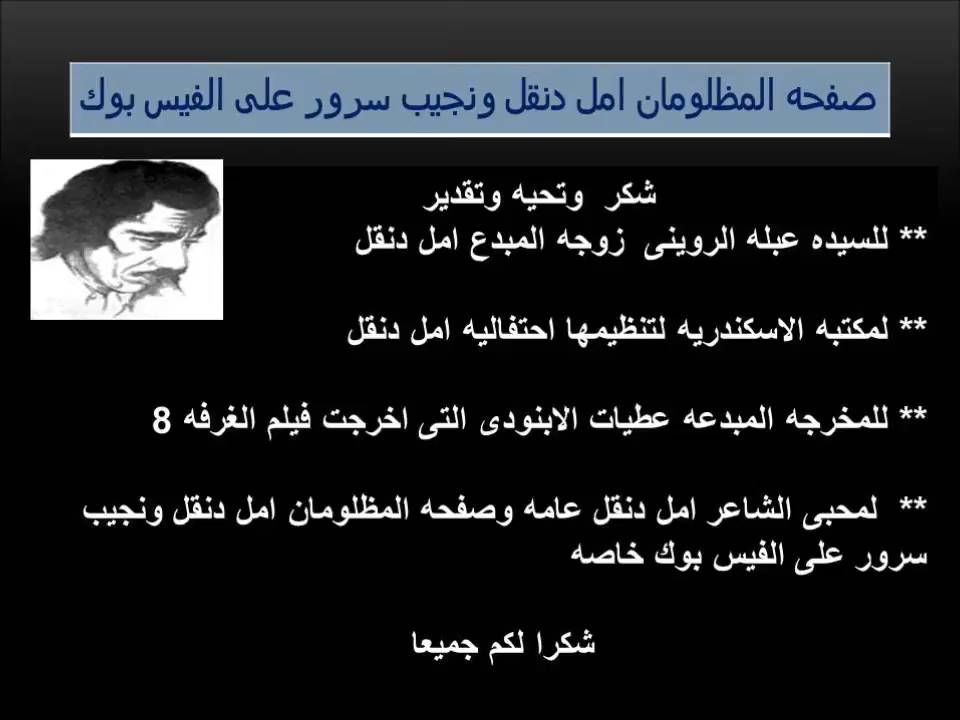 صفحه المظلومان امل دنقل ونجيب سرور على الفيس بوك
شكر وتحيه وتقدير
** للسيده عبله الروينى زوجه المبدع امل دنقل
** لمكتبه الاسكندريه لتنظيمها احتفاليه امل دنقل
** للمخرجه المبدعه عطيات الابنودى التى اخرجت فيلم الغرفه 8
** لمحبى الشاعر امل دنقل عامه وصفحه المظلومان امل دنقل ونجيب
سرور على الفيس بوك خاصه
شكرا لكم جميعا